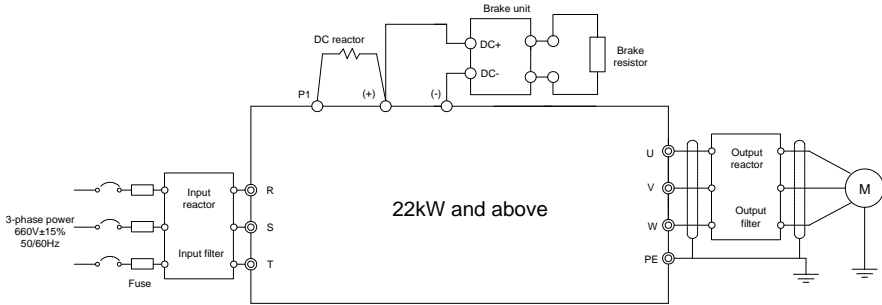 Brake unit
DC reactor
DC+
DC-
Brake
resistor
P1
(+)
(-)
3-phase power
660V±15%
50/60Hz
Fuse
Input
reactor
Input filter
R
S
T
22kW and above
U
V
W
PE
Output
reactor
Output
filter
M